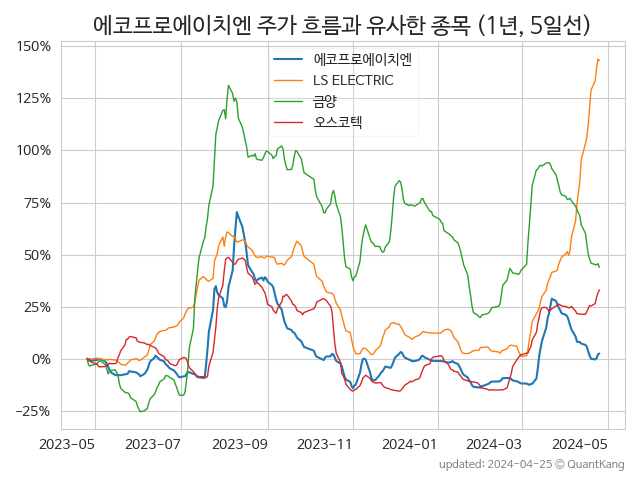 에코프로에이치엔 주가 흐름과 유사한 종목 (1년, 5일선)
150%
125%
100%
75%
50%
25%
0%
−25%
에코프로에이치엔
LS ELECTRIC
금양
오스코텍
2023-05 2023-07 2023-09 2023-11 2024-01 2024-03 2024-05
updated: 2024-04-25 © QuantKang